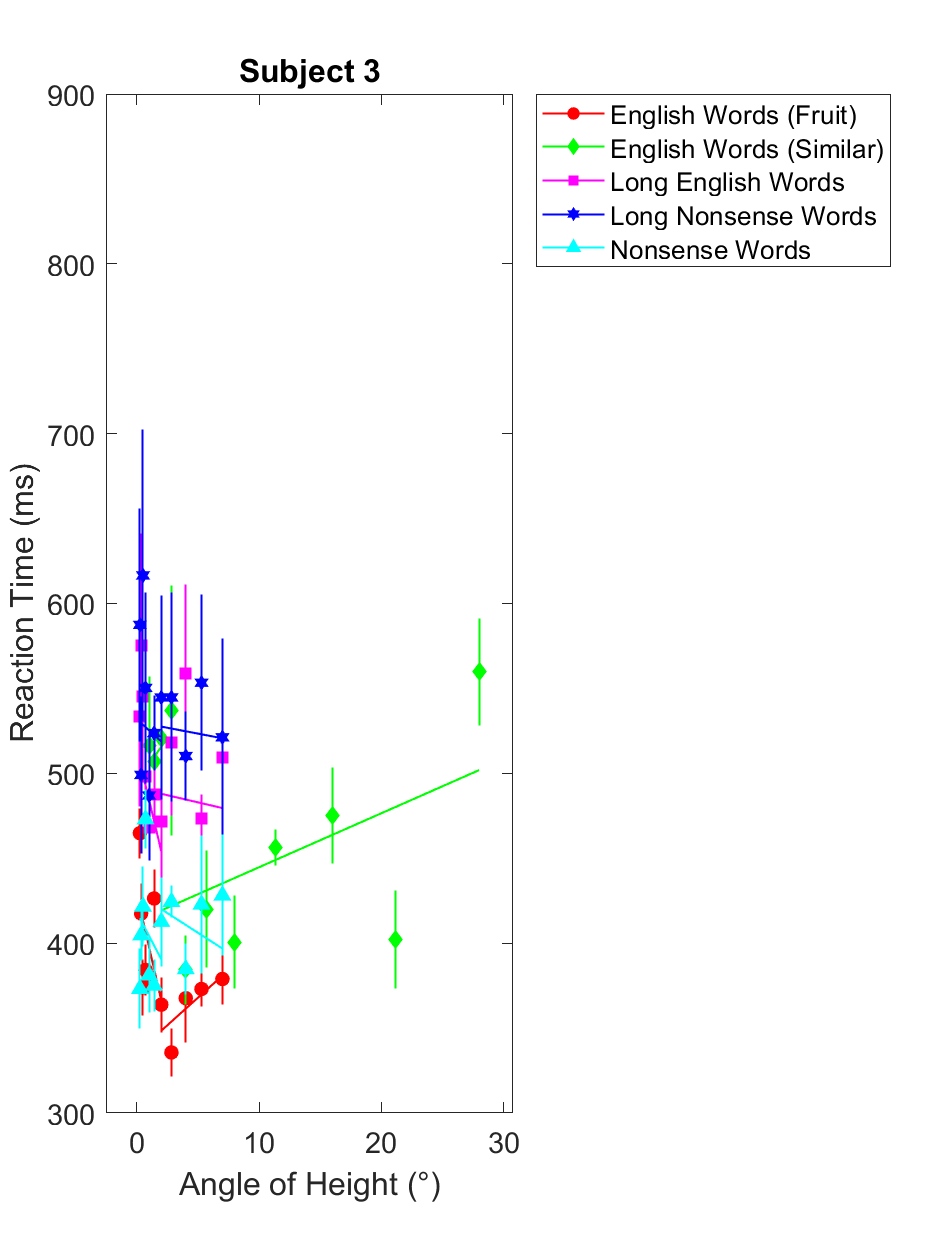 Subject 3
900
800
700
600
500
400
300
0
10
20
30
Reaction Time (ms)
Angle of Height (°)
English Words (Fruit)
English Words (Similar)
Long English Words
Long Nonsense Words
Nonsense Words